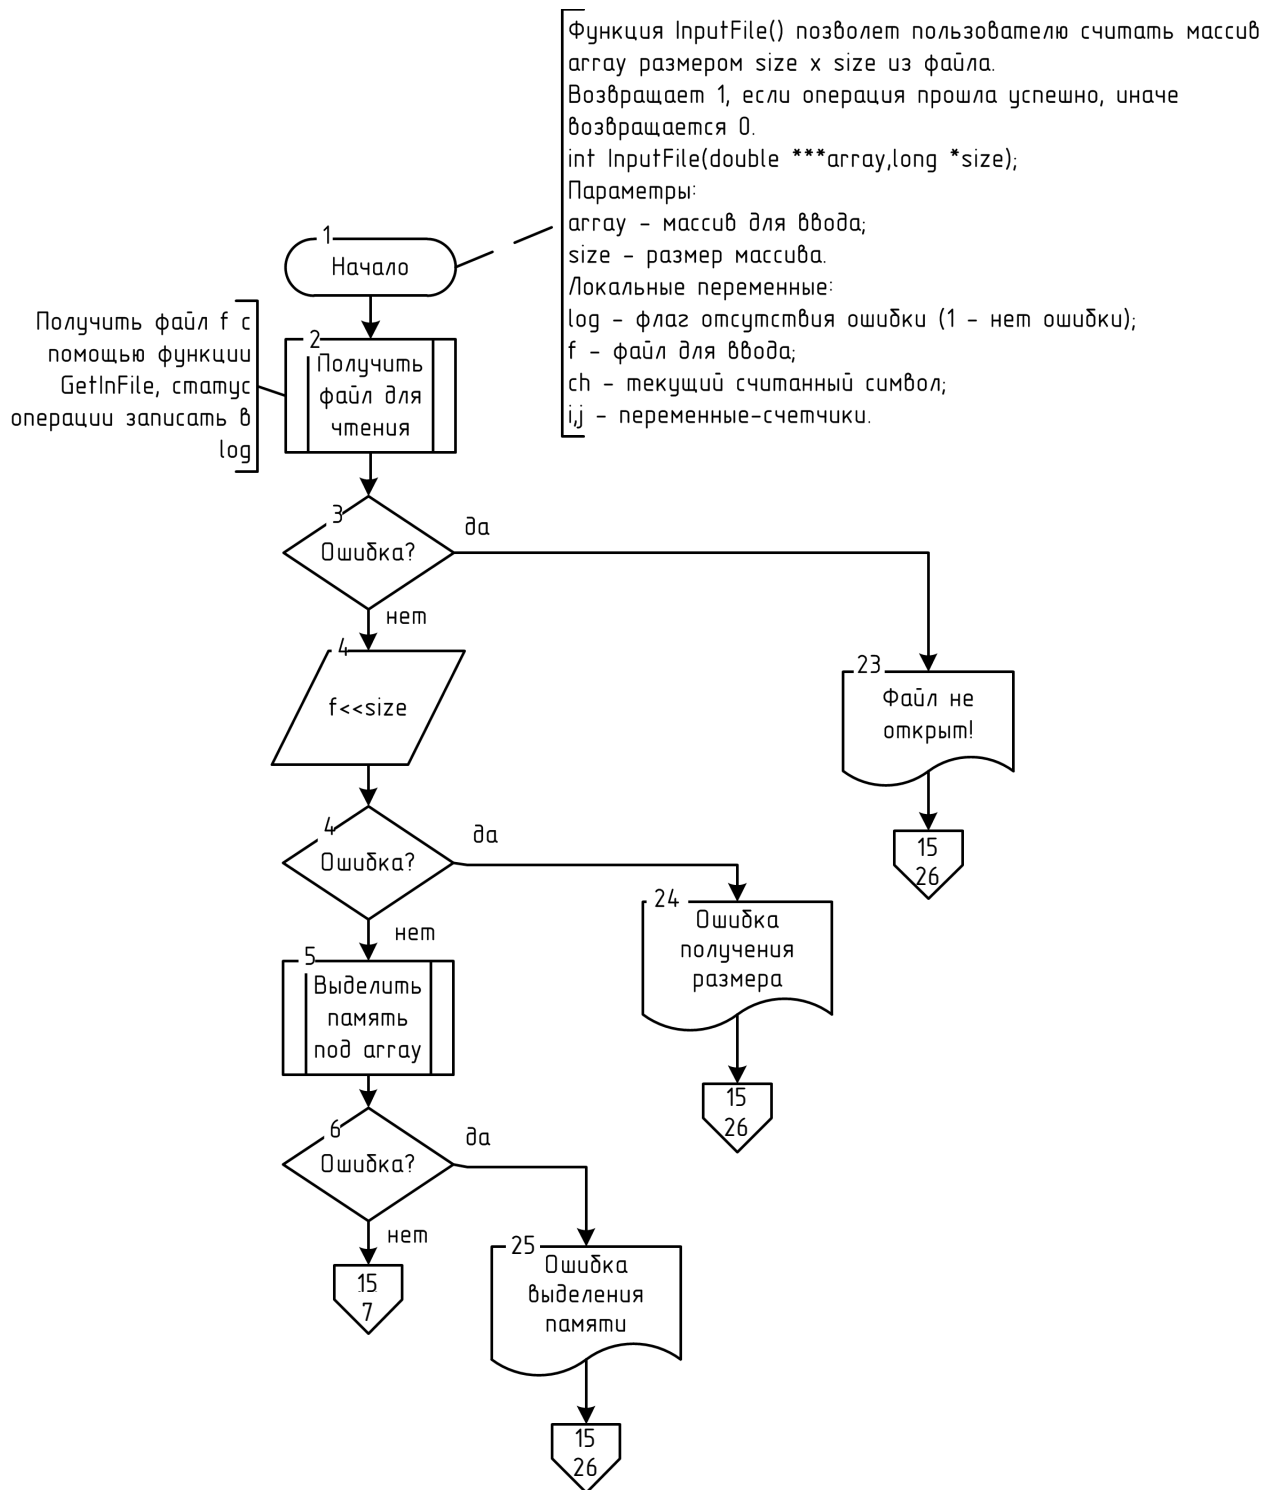 Функция InputFile() позволет пользователю считать массив
array размером size x size из файла.
Возвращает 1, если операция прошла успешно, иначе
возвращается 0.
int InputFile(double ***array,long *size);
Параметры:
array - массив для ввода;
size - размер массива.
Локальные переменные:
log - флаг отсутствия ошибки (1 - нет ошибки);
f - файл для ввода;
ch - текущий считанный символ;
i,j - переменные-счетчики.
1
Начало
Получить файл f с
помощью функции
GetInFile, статус
операции записать в
log
2
Получить
файл для
чтения
3
Ошибка?
да
нет
4
f<<size
23
Файл не
открыт!
15
26
4
Ошибка?
да
нет
24
Ошибка
получения
размера
15
26
5
Выделить
память
под array
6
Ошибка?
да
нет
15
7
25
Ошибка
выделения
памяти
15
26